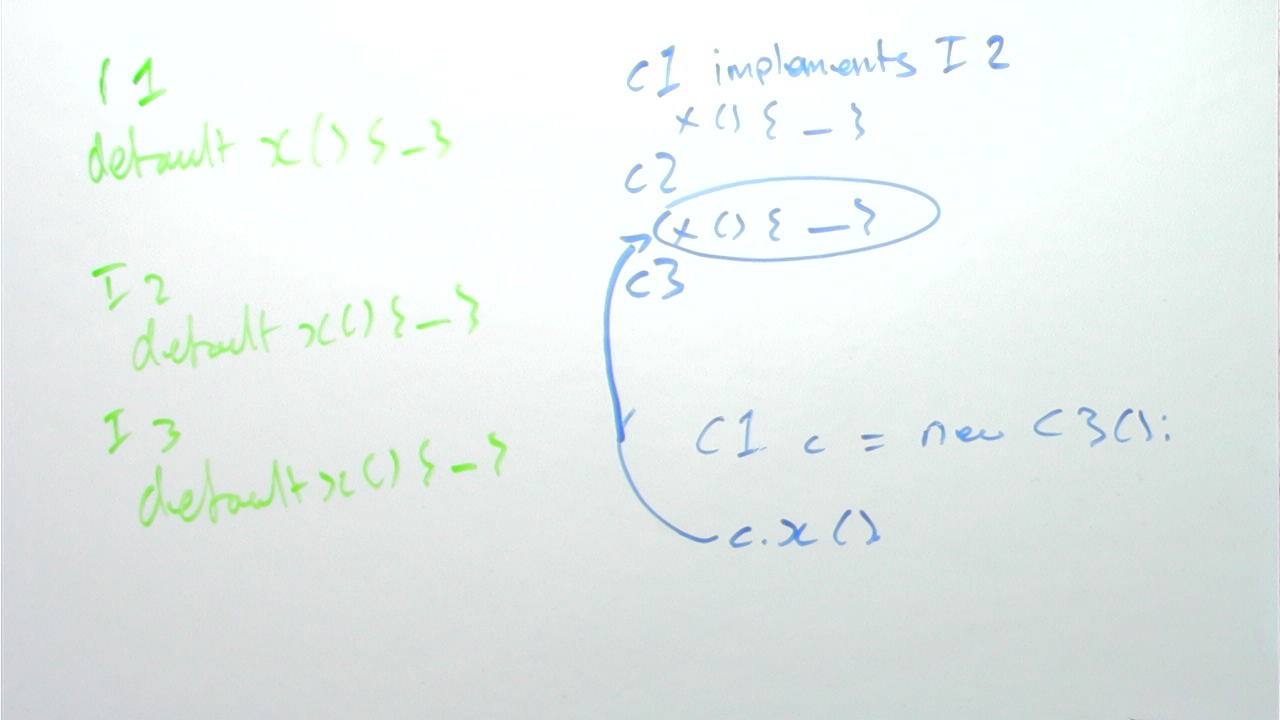 I 1
default x() { _ }
I 2
default x() { _ }
I 3
default x() { _ }
C1 implements I 2
x () { _ }
C2
x () { _ }
C3
C1 c = new C3();
c.x()